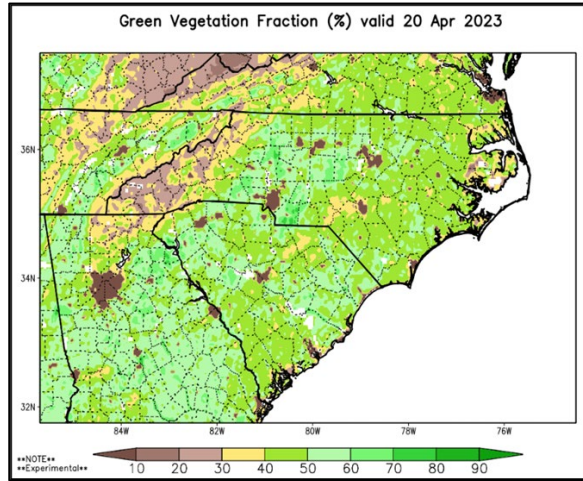 Green Vegetation Fraction (%) valid 20 Apr 2023
36N
34N
32N
84W 82W 80W 78W 76W
**NOTE**
**Experimental**
10 20 30 40 50 60 70 80 90